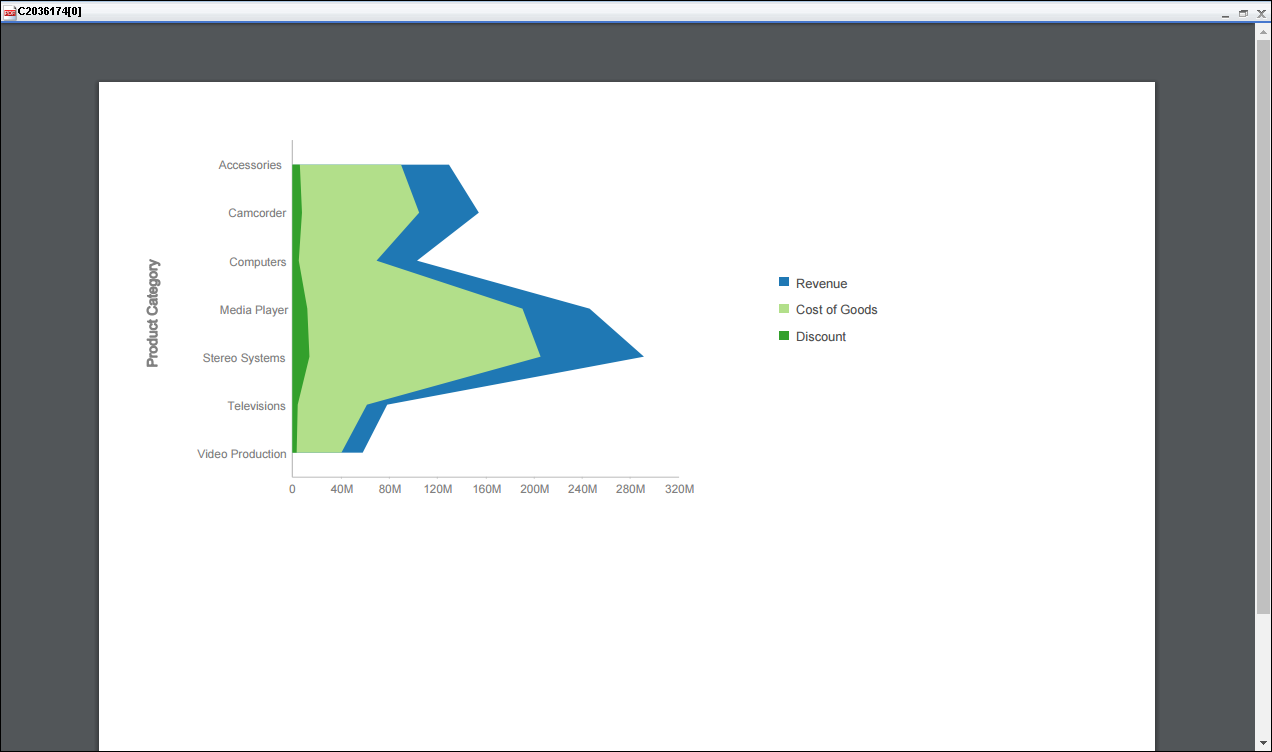 C2036174[0]
Accessories
Camcorder
Computers
Media Player
Stereo Systems
Televisions
Video Production
Product Category
0 40M 80M 120M 160M 200M 240M 280M 320M
Revenue
Cost of Goods
Discount